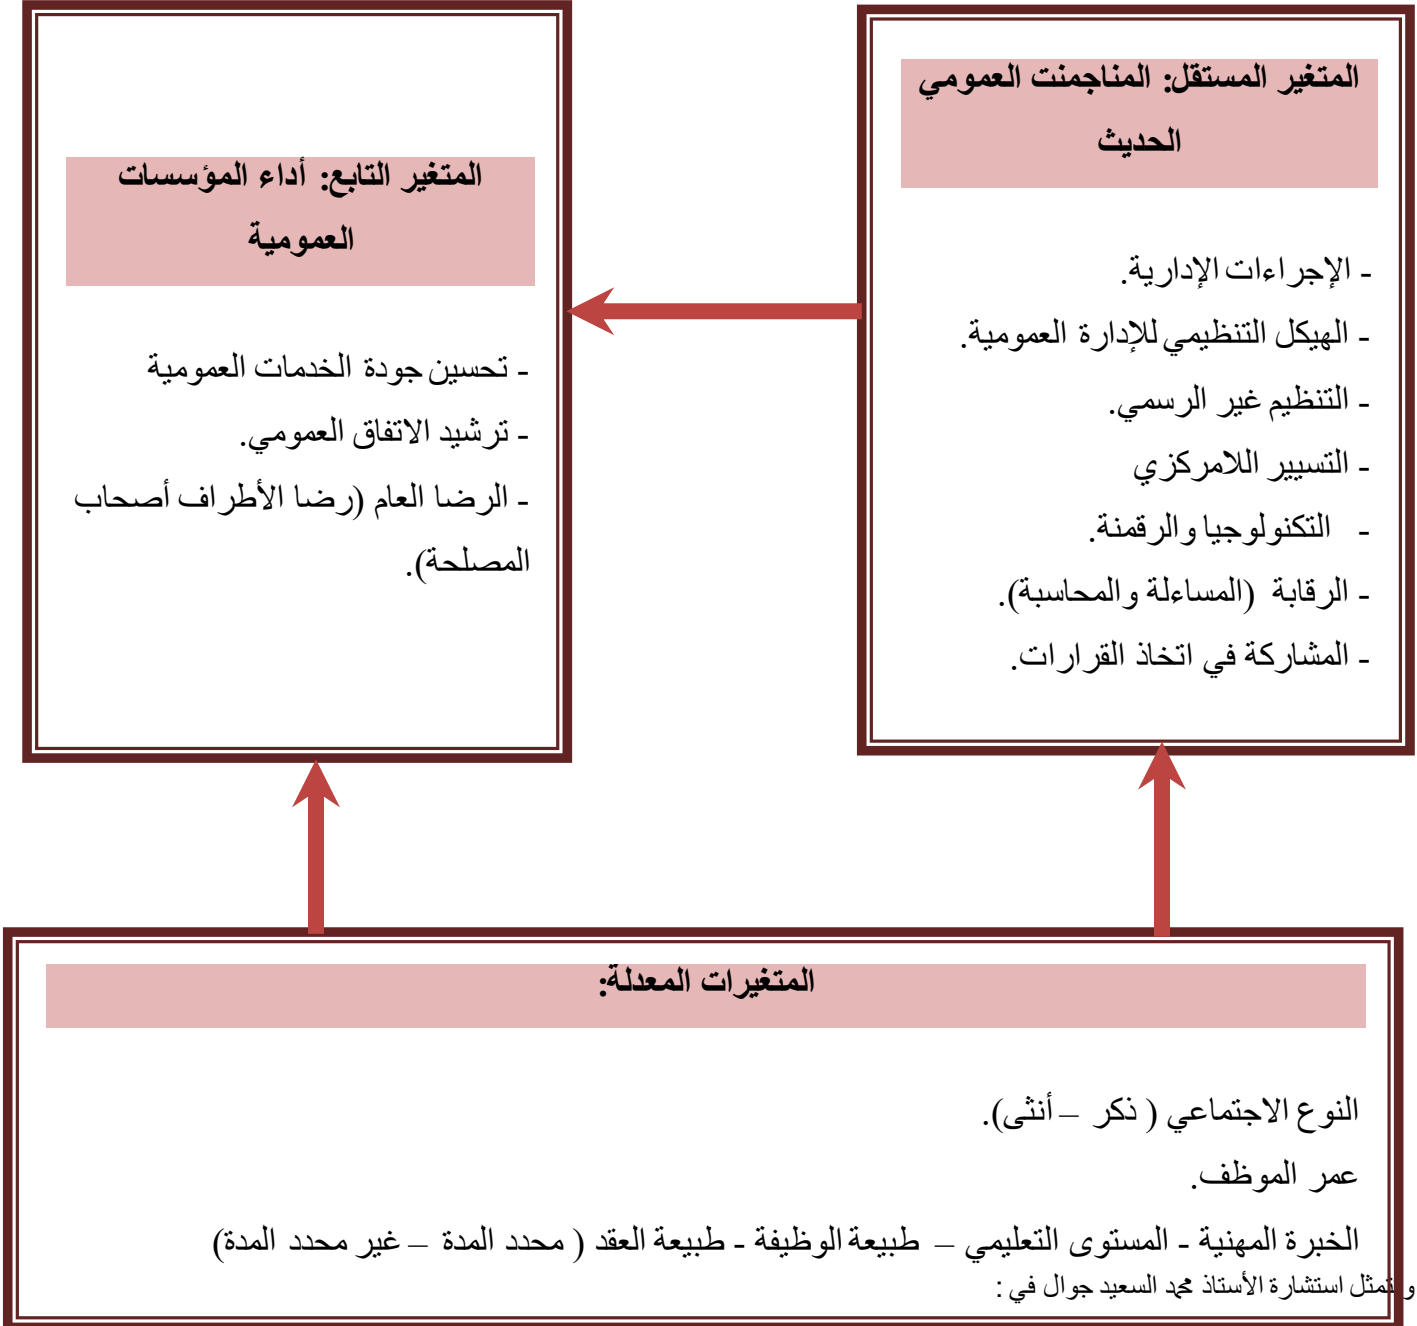 المتغير المستقل: المناجمنت العمومي
الحديث
- الإجراءات الإدارية.
- الهيكل التنظيمي للإدارة العمومية.
- التنظيم غير الرسمي.
- التسيير اللامركزي
- التكنولوجيا والرقمنة.
- الرقابة (المساءلة والمحاسبة).
- المشاركة في اتخاذ القرارات.
المتغير التابع: أداء المؤسسات
العمومية
- تحسين جودة الخدمات العمومية
- ترشيد الاتفاق العمومي.
- الرضا العام (رضا الأطراف أصحاب
المصلحة).
المتغيرات المعدلة:
النوع الاجتماعي ( ذكر – أنثى).
عمر الموظف.
الخبرة المهنية - المستوى التعليمي – طبيعة الوظيفة - طبيعة العقد ( محدد المدة – غير محدد المدة)
وتتمثل استشارة الأستاذ محمد السعيد جوال في :